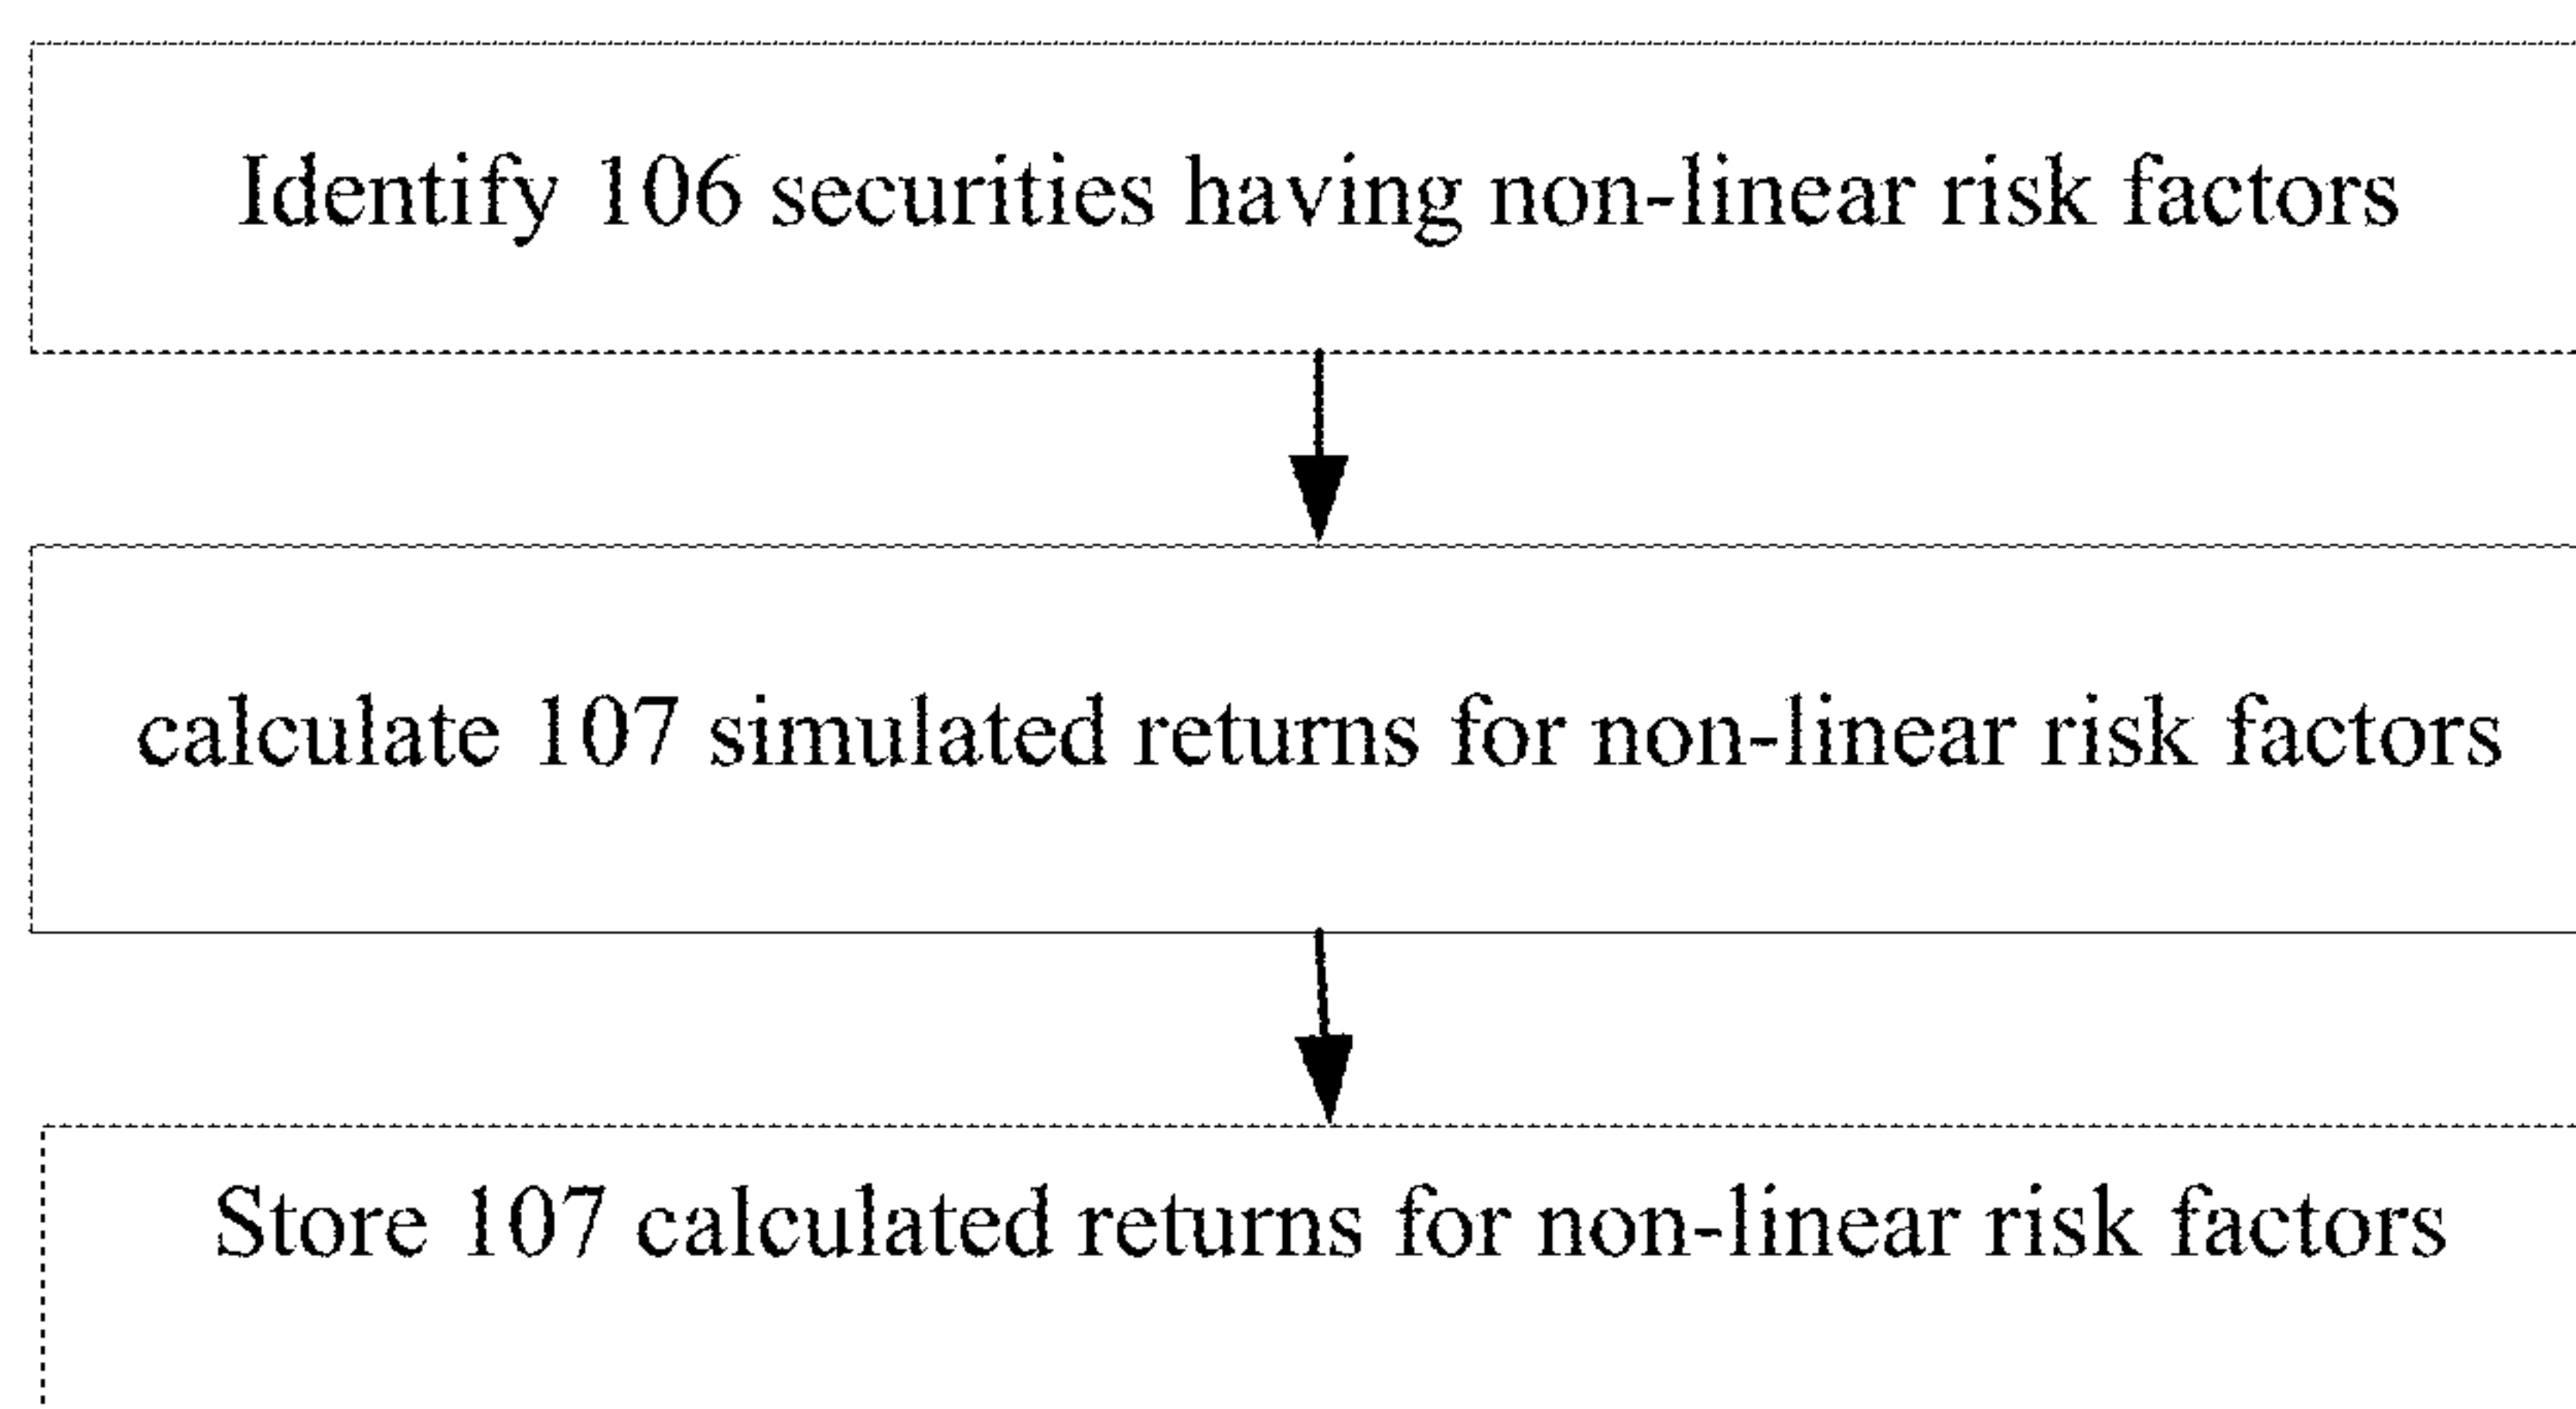 Identify 106 securities having non-linear risk factors
calculate 107 simulated returns for non-linear risk factors
Store 107 calculated returns for non-linear risk factors